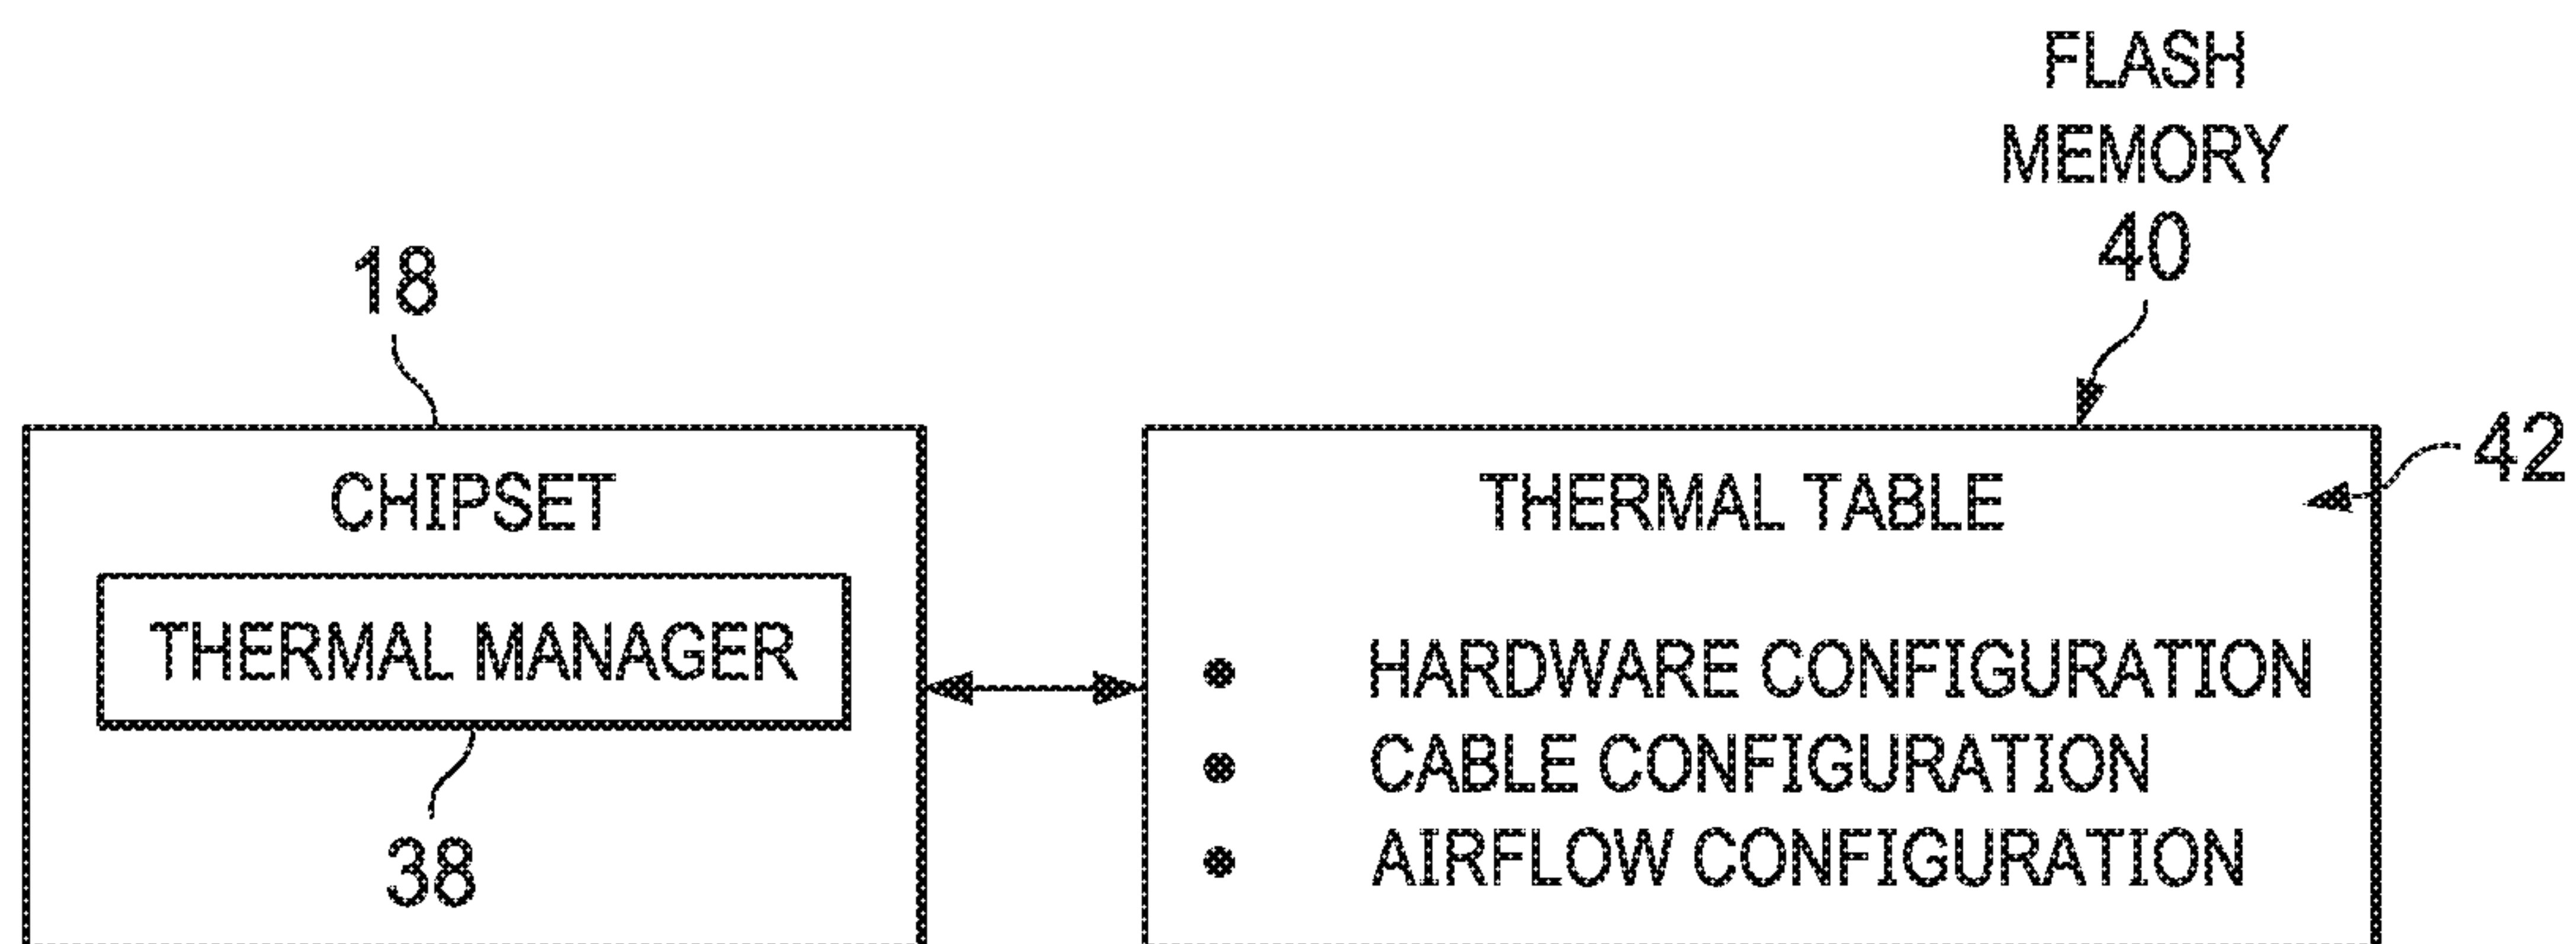 FLASH
MEMORY
40
18
42
CHIPSET
THERMAL TABLE
THERMAL MANAGER
• HARDWARE CONFIGURATION
• CABLE CONFIGURATION
• AIRFLOW CONFIGURATION
38